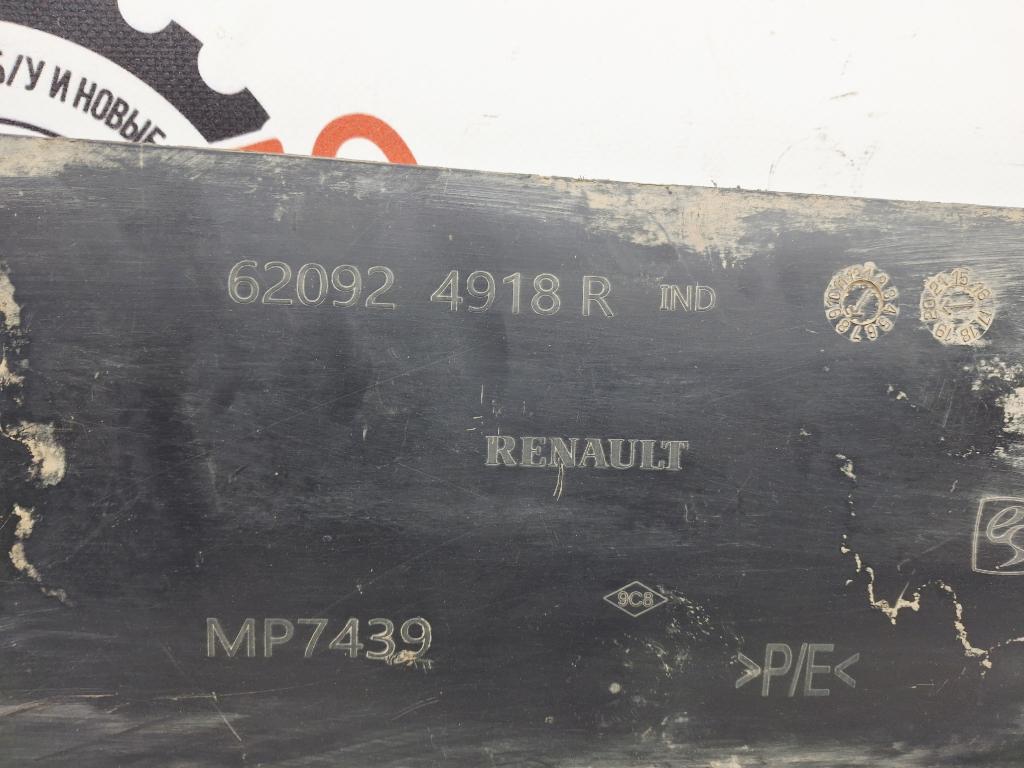 Б/У И НОВЫЕ
62092 4918 R IND
RENAULT
9C8
MP7439
>P/E<